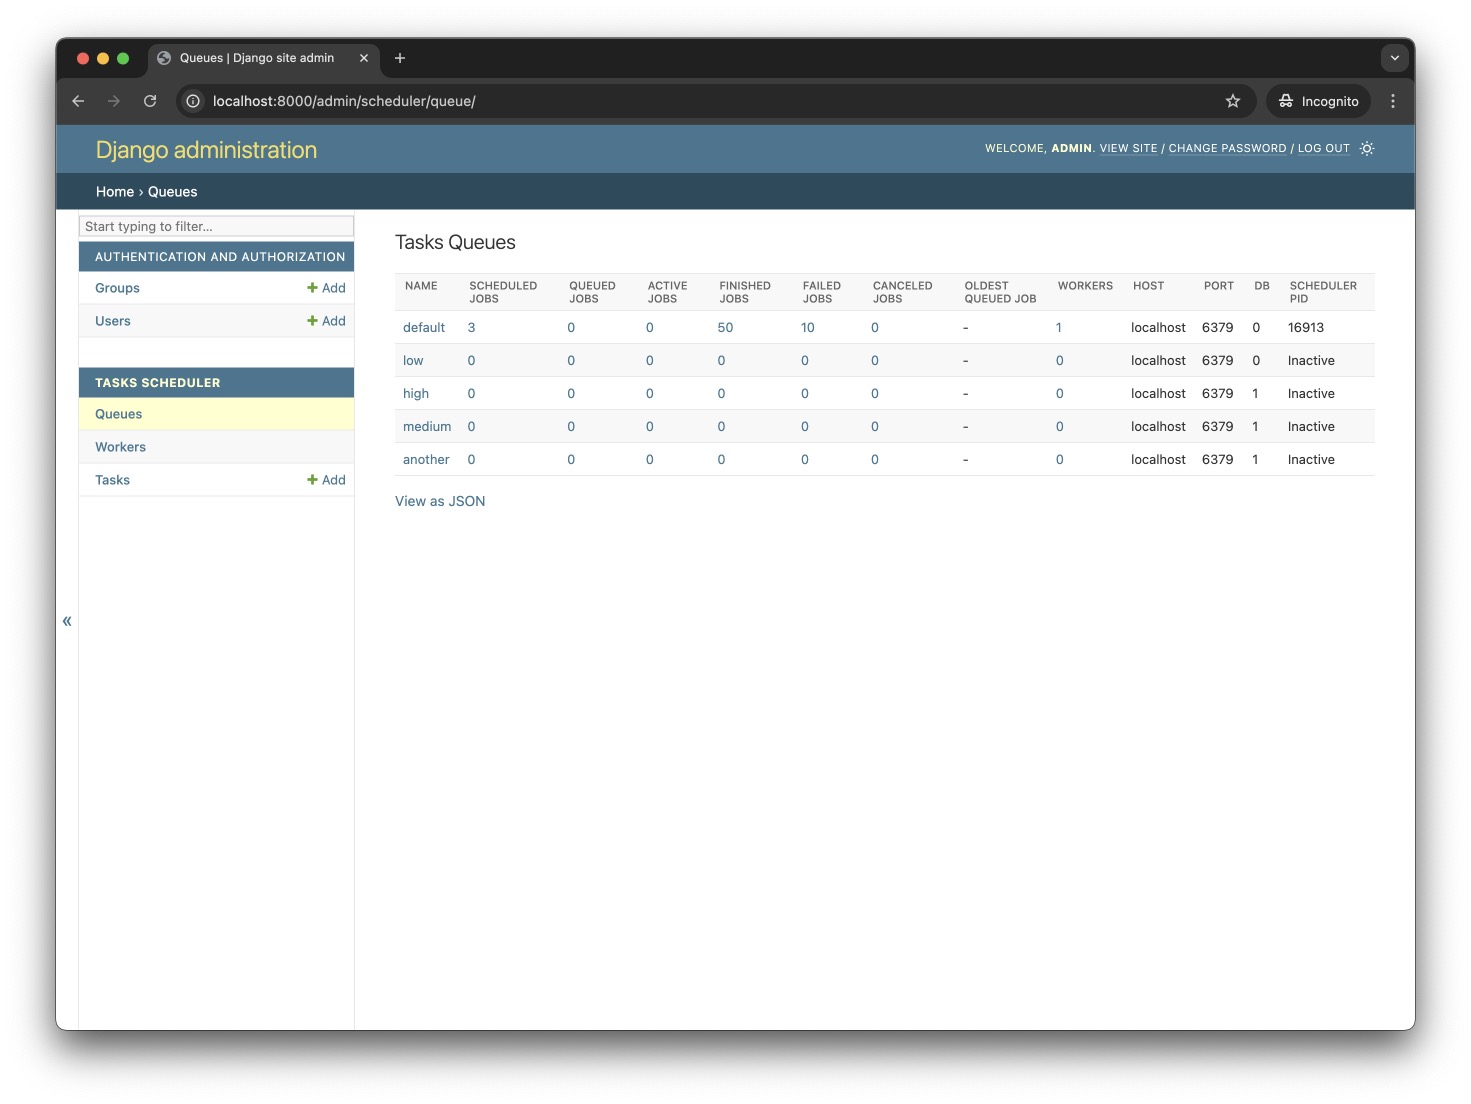 Queues | Django site admin
localhost:8000/admin/scheduler/queue/
Incognito
Django administration
WELCOME, ADMIN. VIEW SITE / CHANGE PASSWORD / LOG OUT
Home › Queues
Start typing to filter...
AUTHENTICATION AND AUTHORIZATION
Groups + Add
Users + Add
TASKS SCHEDULER
Queues
Workers
Tasks + Add
«
Tasks Queues
NAME SCHEDULED JOBS QUEUED JOBS ACTIVE JOBS FINISHED JOBS FAILED JOBS CANCELED JOBS OLDEST QUEUED JOB WORKERS HOST PORT DB SCHEDULER PID
default 3 0 0 50 10 0 - 1 localhost 6379 0 16913
low 0 0 0 0 0 0 - 0 localhost 6379 0 Inactive
high 0 0 0 0 0 0 - 0 localhost 6379 1 Inactive
medium 0 0 0 0 0 0 - 0 localhost 6379 1 Inactive
another 0 0 0 0 0 0 - 0 localhost 6379 1 Inactive
View as JSON